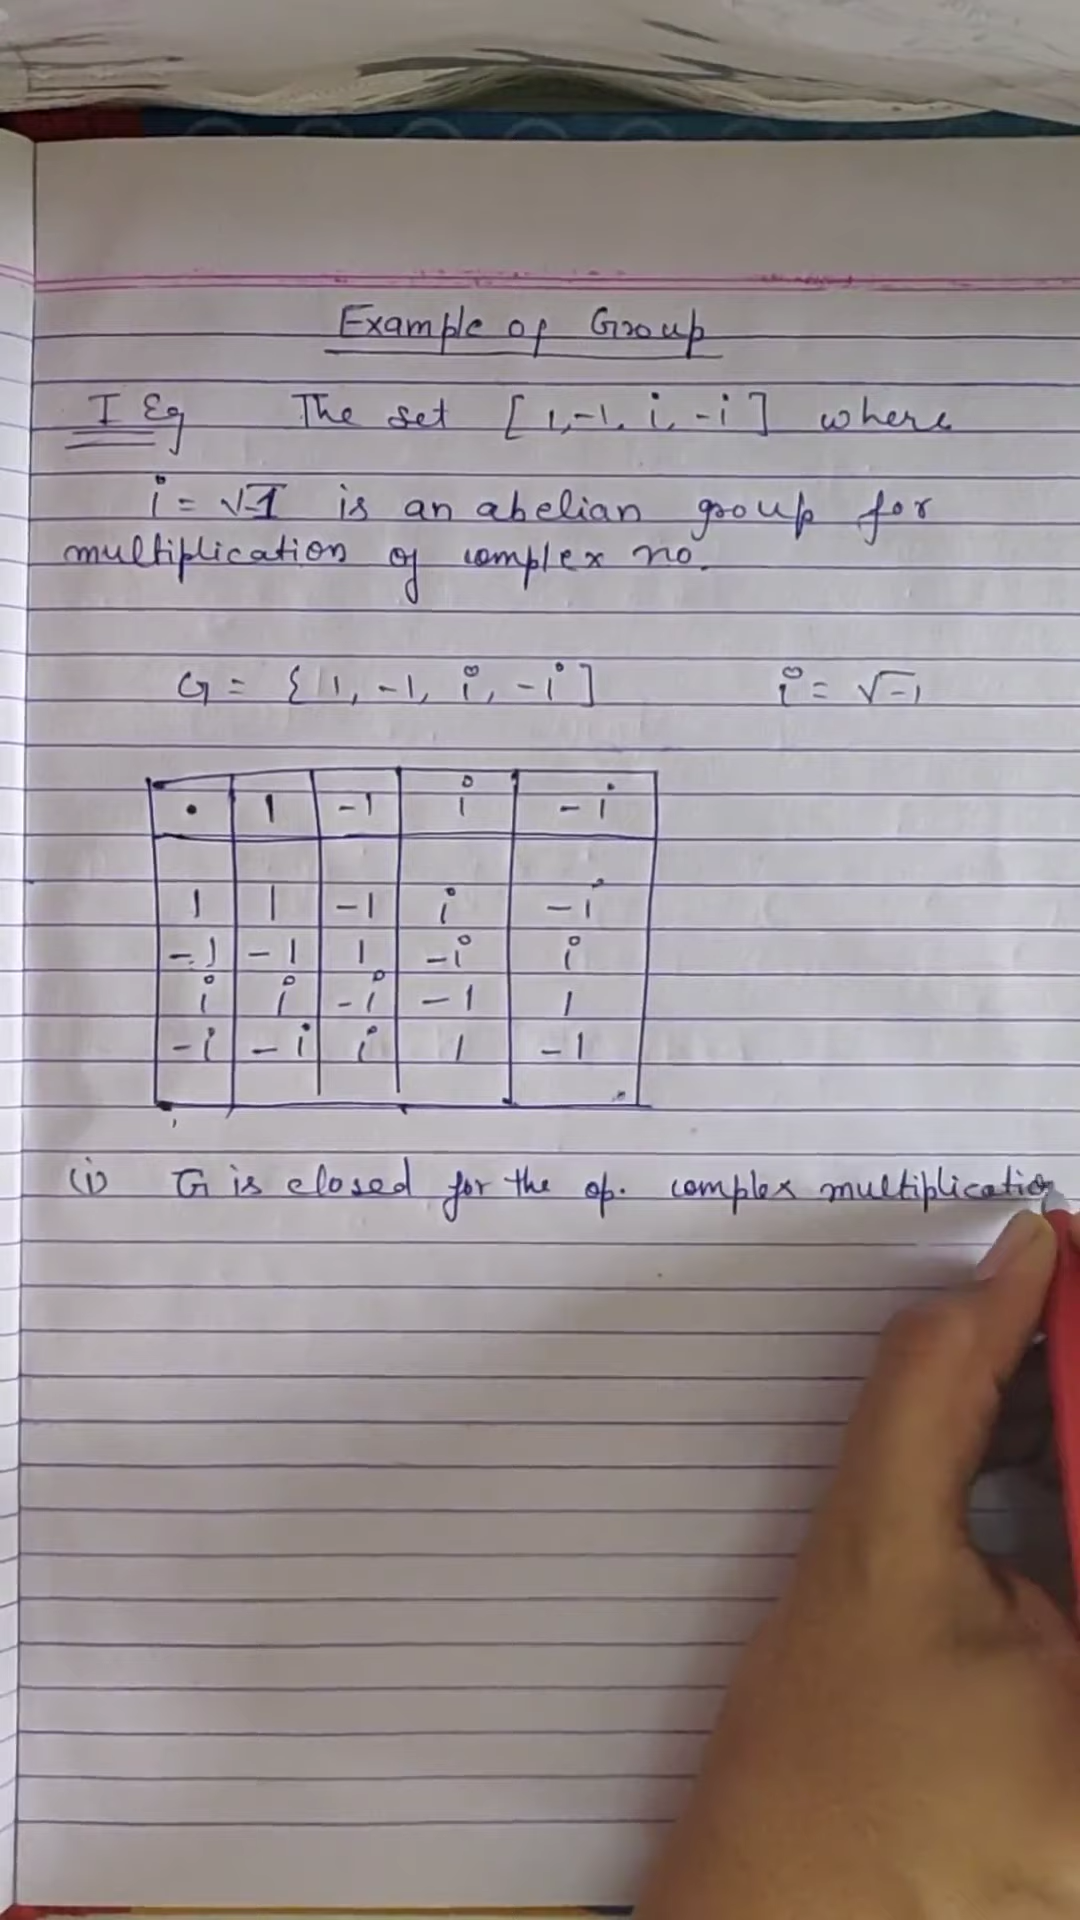 Example of Group
I Eg The set [1,-1, i, -i] where
i = √-1 is an abelian group for
multiplication of complex no.
G = {1, -1, i, -i] i = √-1
• 1 -1 i -i
1 1 -1 i -i
-1 -1 1 -i i
i i -i -1 1
-i -i i 1 -1
(i) G is closed for the op. complex multiplication